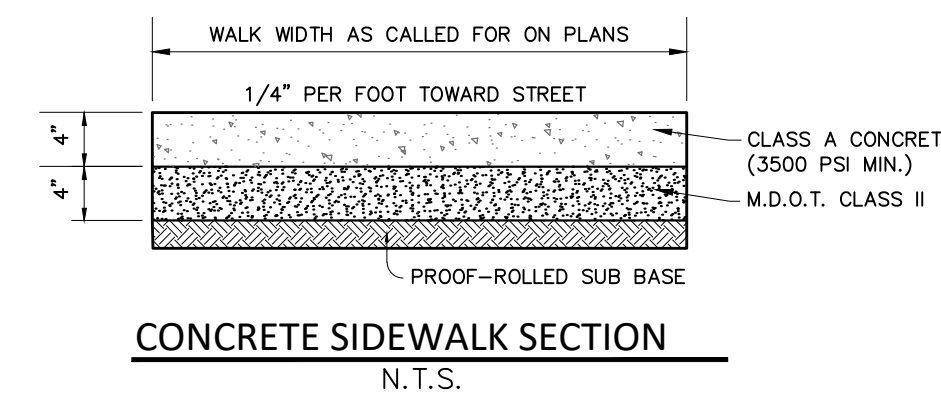 WALK WIDTH AS CALLED FOR ON PLANS
1/4" PER FOOT TOWARD STREET
4"
4"
CLASS A CONCRET
(3500 PSI MIN.)
M.D.O.T. CLASS II
PROOF-ROLLED SUB BASE
CONCRETE SIDEWALK SECTION
N.T.S.